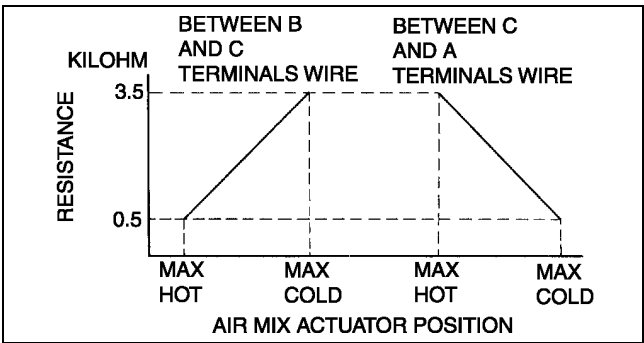 BETWEEN B
AND C
TERMINALS WIRE
BETWEEN C
AND A
TERMINALS WIRE
KILOHM
RESISTANCE
3.5
0.5
MAX
HOT
MAX
COLD
MAX
HOT
MAX
COLD
AIR MIX ACTUATOR POSITION